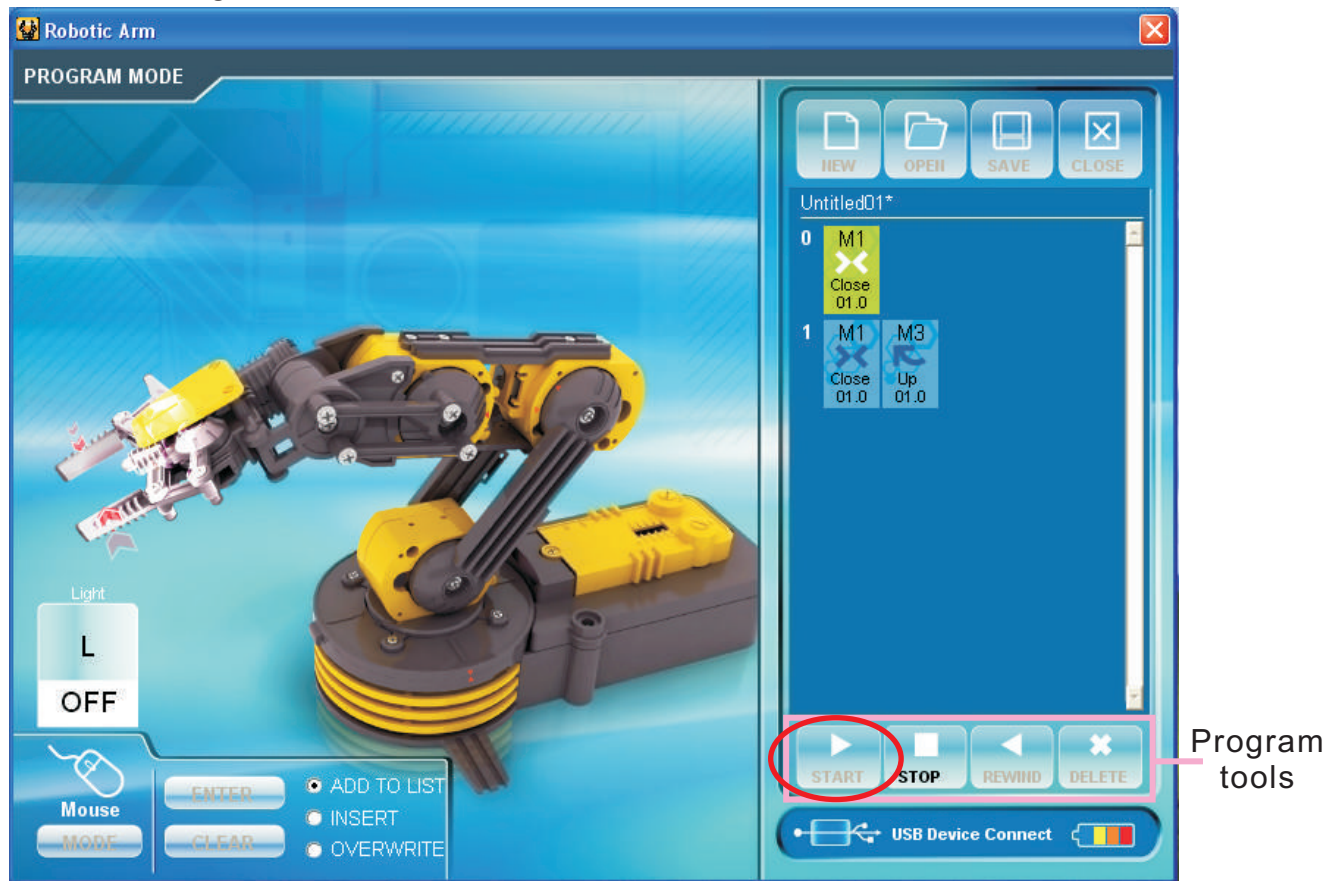 Robotic Arm
PROGRAM MODE
NEW OPEN SAVE CLOSE
Untitled01*
0 M1
Close
01.0
1 M1 M3
Close Up
01.0 01.0
Light
L
OFF
START STOP REWIND DELETE
Program
tools
Mouse
MODE
ENTER
CLEAR
ADD TO LIST
INSERT
OVERWRITE
USB Device Connect